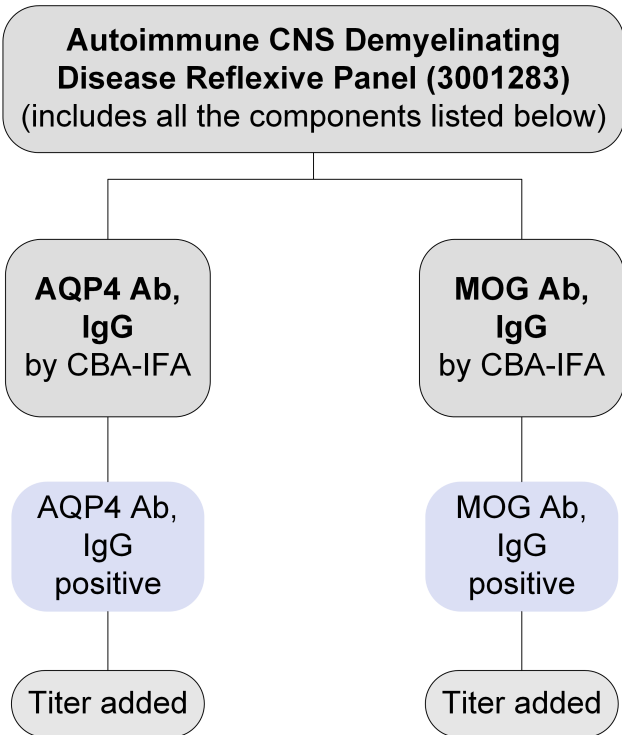 Autoimmune CNS Demyelinating
Disease Reflexive Panel (3001283)
(includes all the components listed below)
AQP4 Ab,
IgG
by CBA-IFA
MOG Ab,
IgG
by CBA-IFA
AQP4 Ab,
IgG
positive
MOG Ab,
IgG
positive
Titer added
Titer added